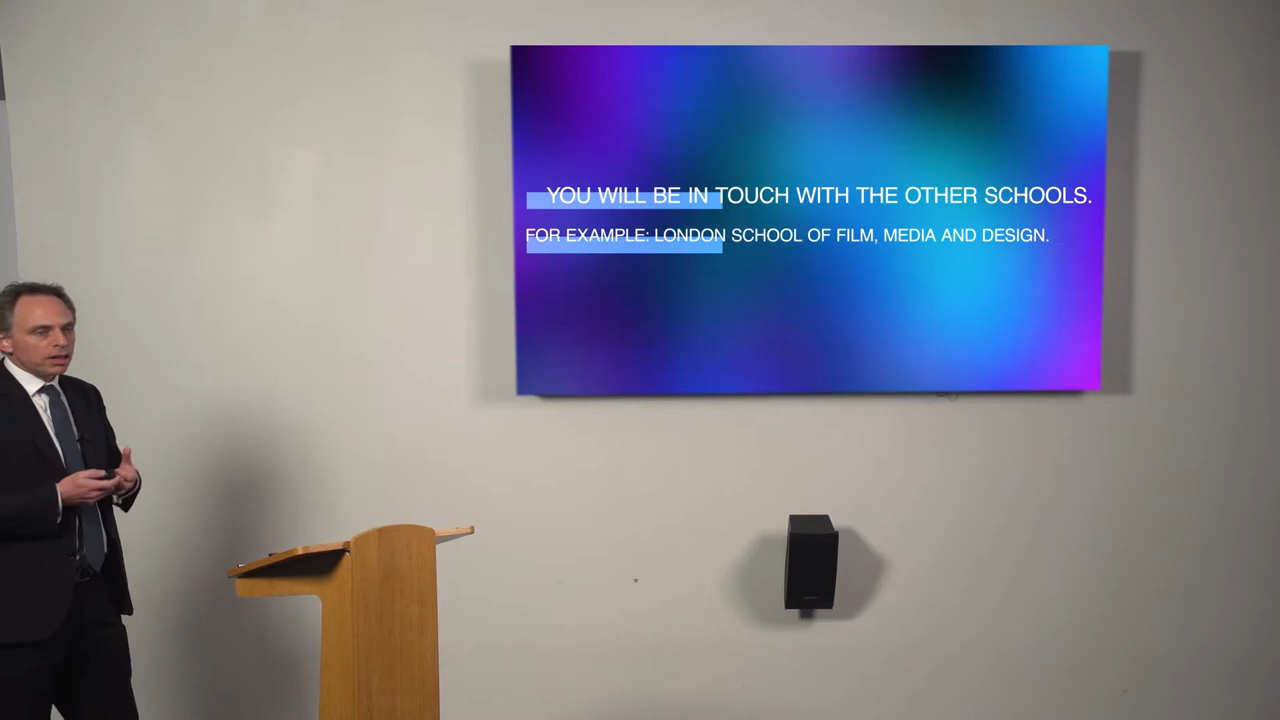 YOU WILL BE IN TOUCH WITH THE OTHER SCHOOLS.
FOR EXAMPLE: LONDON SCHOOL OF FILM, MEDIA AND DESIGN.